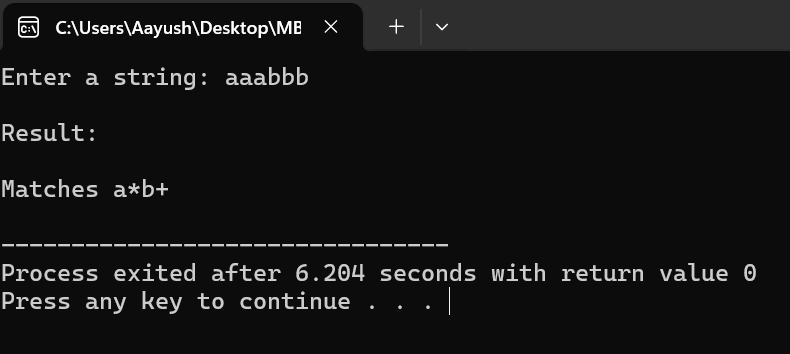 C:\Users\Aayush\Desktop\ME
Enter a string: aaabbb
Result:
Matches a*b+
--------------------------------
Process exited after 6.204 seconds with return value 0
Press any key to continue . . .